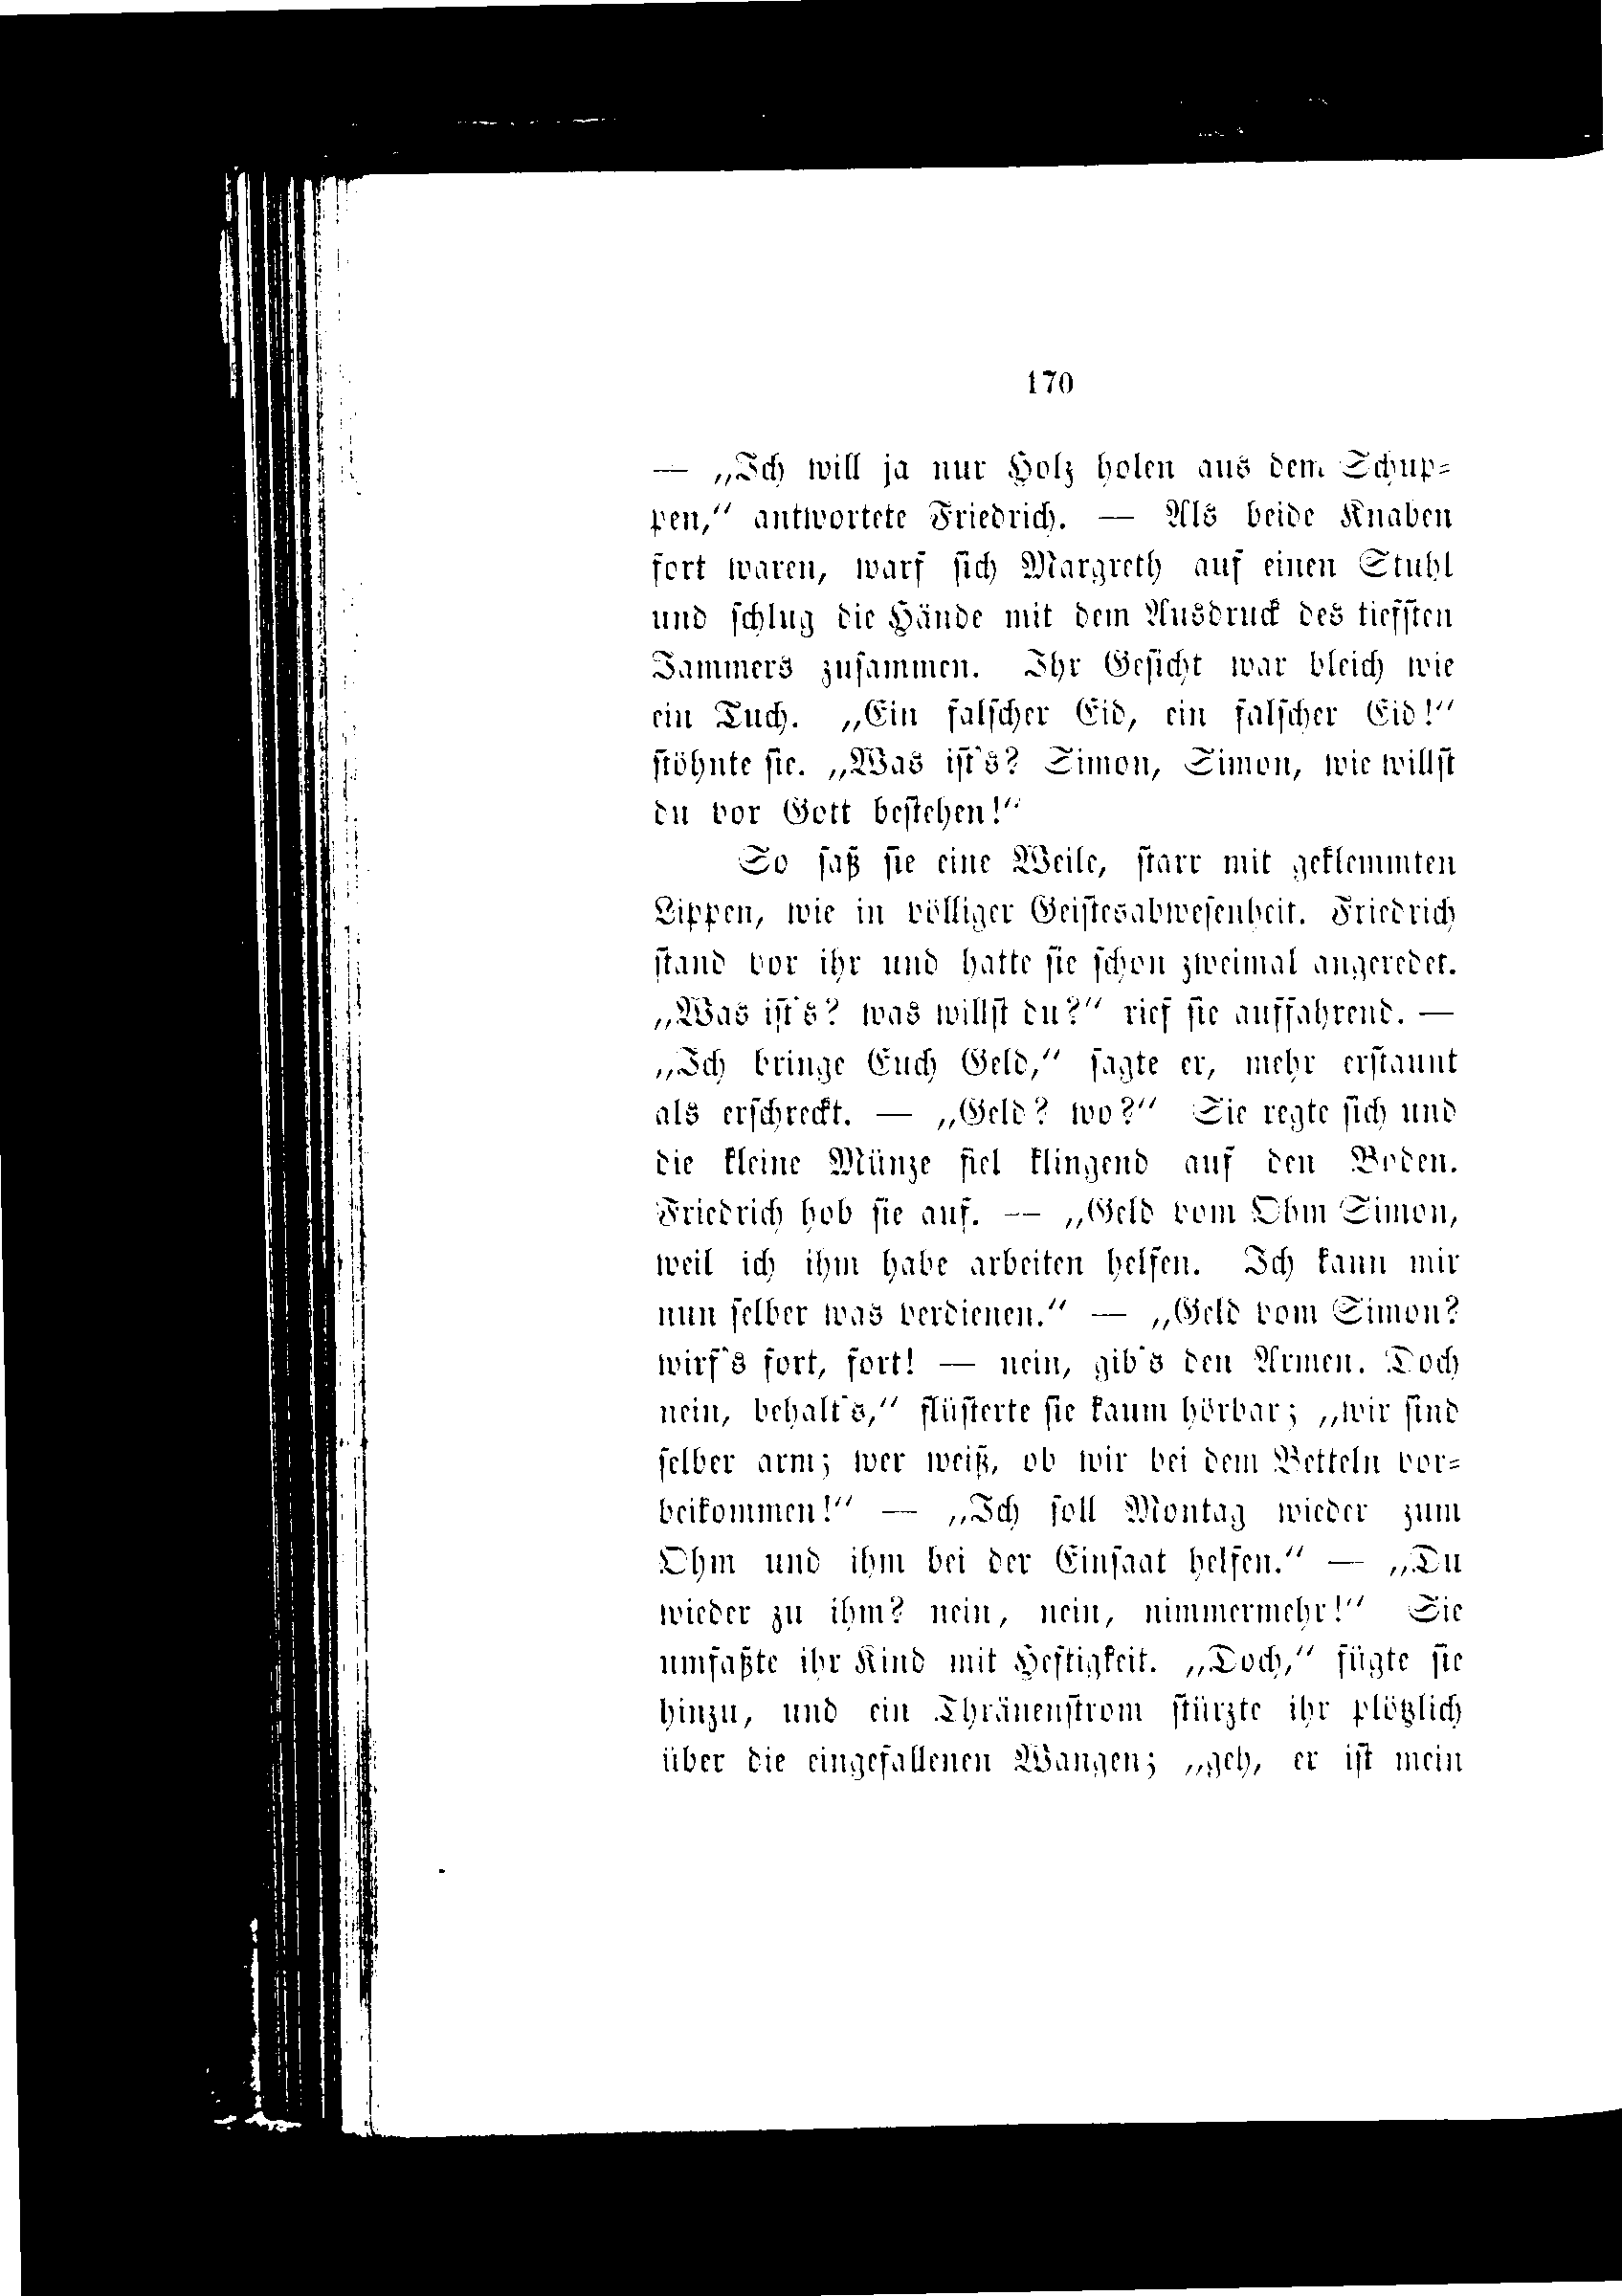 170
— „Ich will ja nur Holz holen aus dem Schup-
pen,“ antwortete Friedrich. — Als beide Knaben
fort waren, warf sich Margreth auf einen Stuhl
und schlug die Hände mit dem Ausdruck des tiefsten
Jammers zusammen. Ihr Gesicht war bleich wie
ein Tuch. „Ein falscher Eid, ein falscher Eid!“
stöhnte sie. „Was ist's? Simon, Simon, wie willst
du vor Gott bestehen!“
So saß sie eine Weile, starr mit geklemmten
Lippen, wie in völliger Geistesabwesenheit. Friedrich
stand vor ihr und hatte sie schon zweimal angeredet.
„Was ist's? was willst du?“ rief sie auffahrend. —
„Ich bringe Euch Geld,“ sagte er, mehr erstaunt
als erschreckt. — „Geld? wo?“ Sie regte sich und
die kleine Münze fiel klingend auf den Boden.
Friedrich hob sie auf. — „Geld vom Ohm Simon,
weil ich ihm habe arbeiten helfen. Ich kann mir
nun selber was verdienen.“ — „Geld vom Simon?
wirf's fort, fort! — nein, gib's den Armen. Doch
nein, behalt's,“ flüsterte sie kaum hörbar; „wir sind
selber arm; wer weiß, ob wir bei dem Betteln vor-
beikommen!“ — „Ich soll Montag wieder zum
Ohm und ihm bei der Einsaat helfen.“ — „Du
wieder zu ihm? nein, nein, nimmermehr!“ Sie
umfaßte ihr Kind mit Heftigkeit. „Doch,“ fügte sie
hinzu, und ein Thränenstrom stürzte ihr plötzlich
über die eingefallenen Wangen; „geh, er ist mein